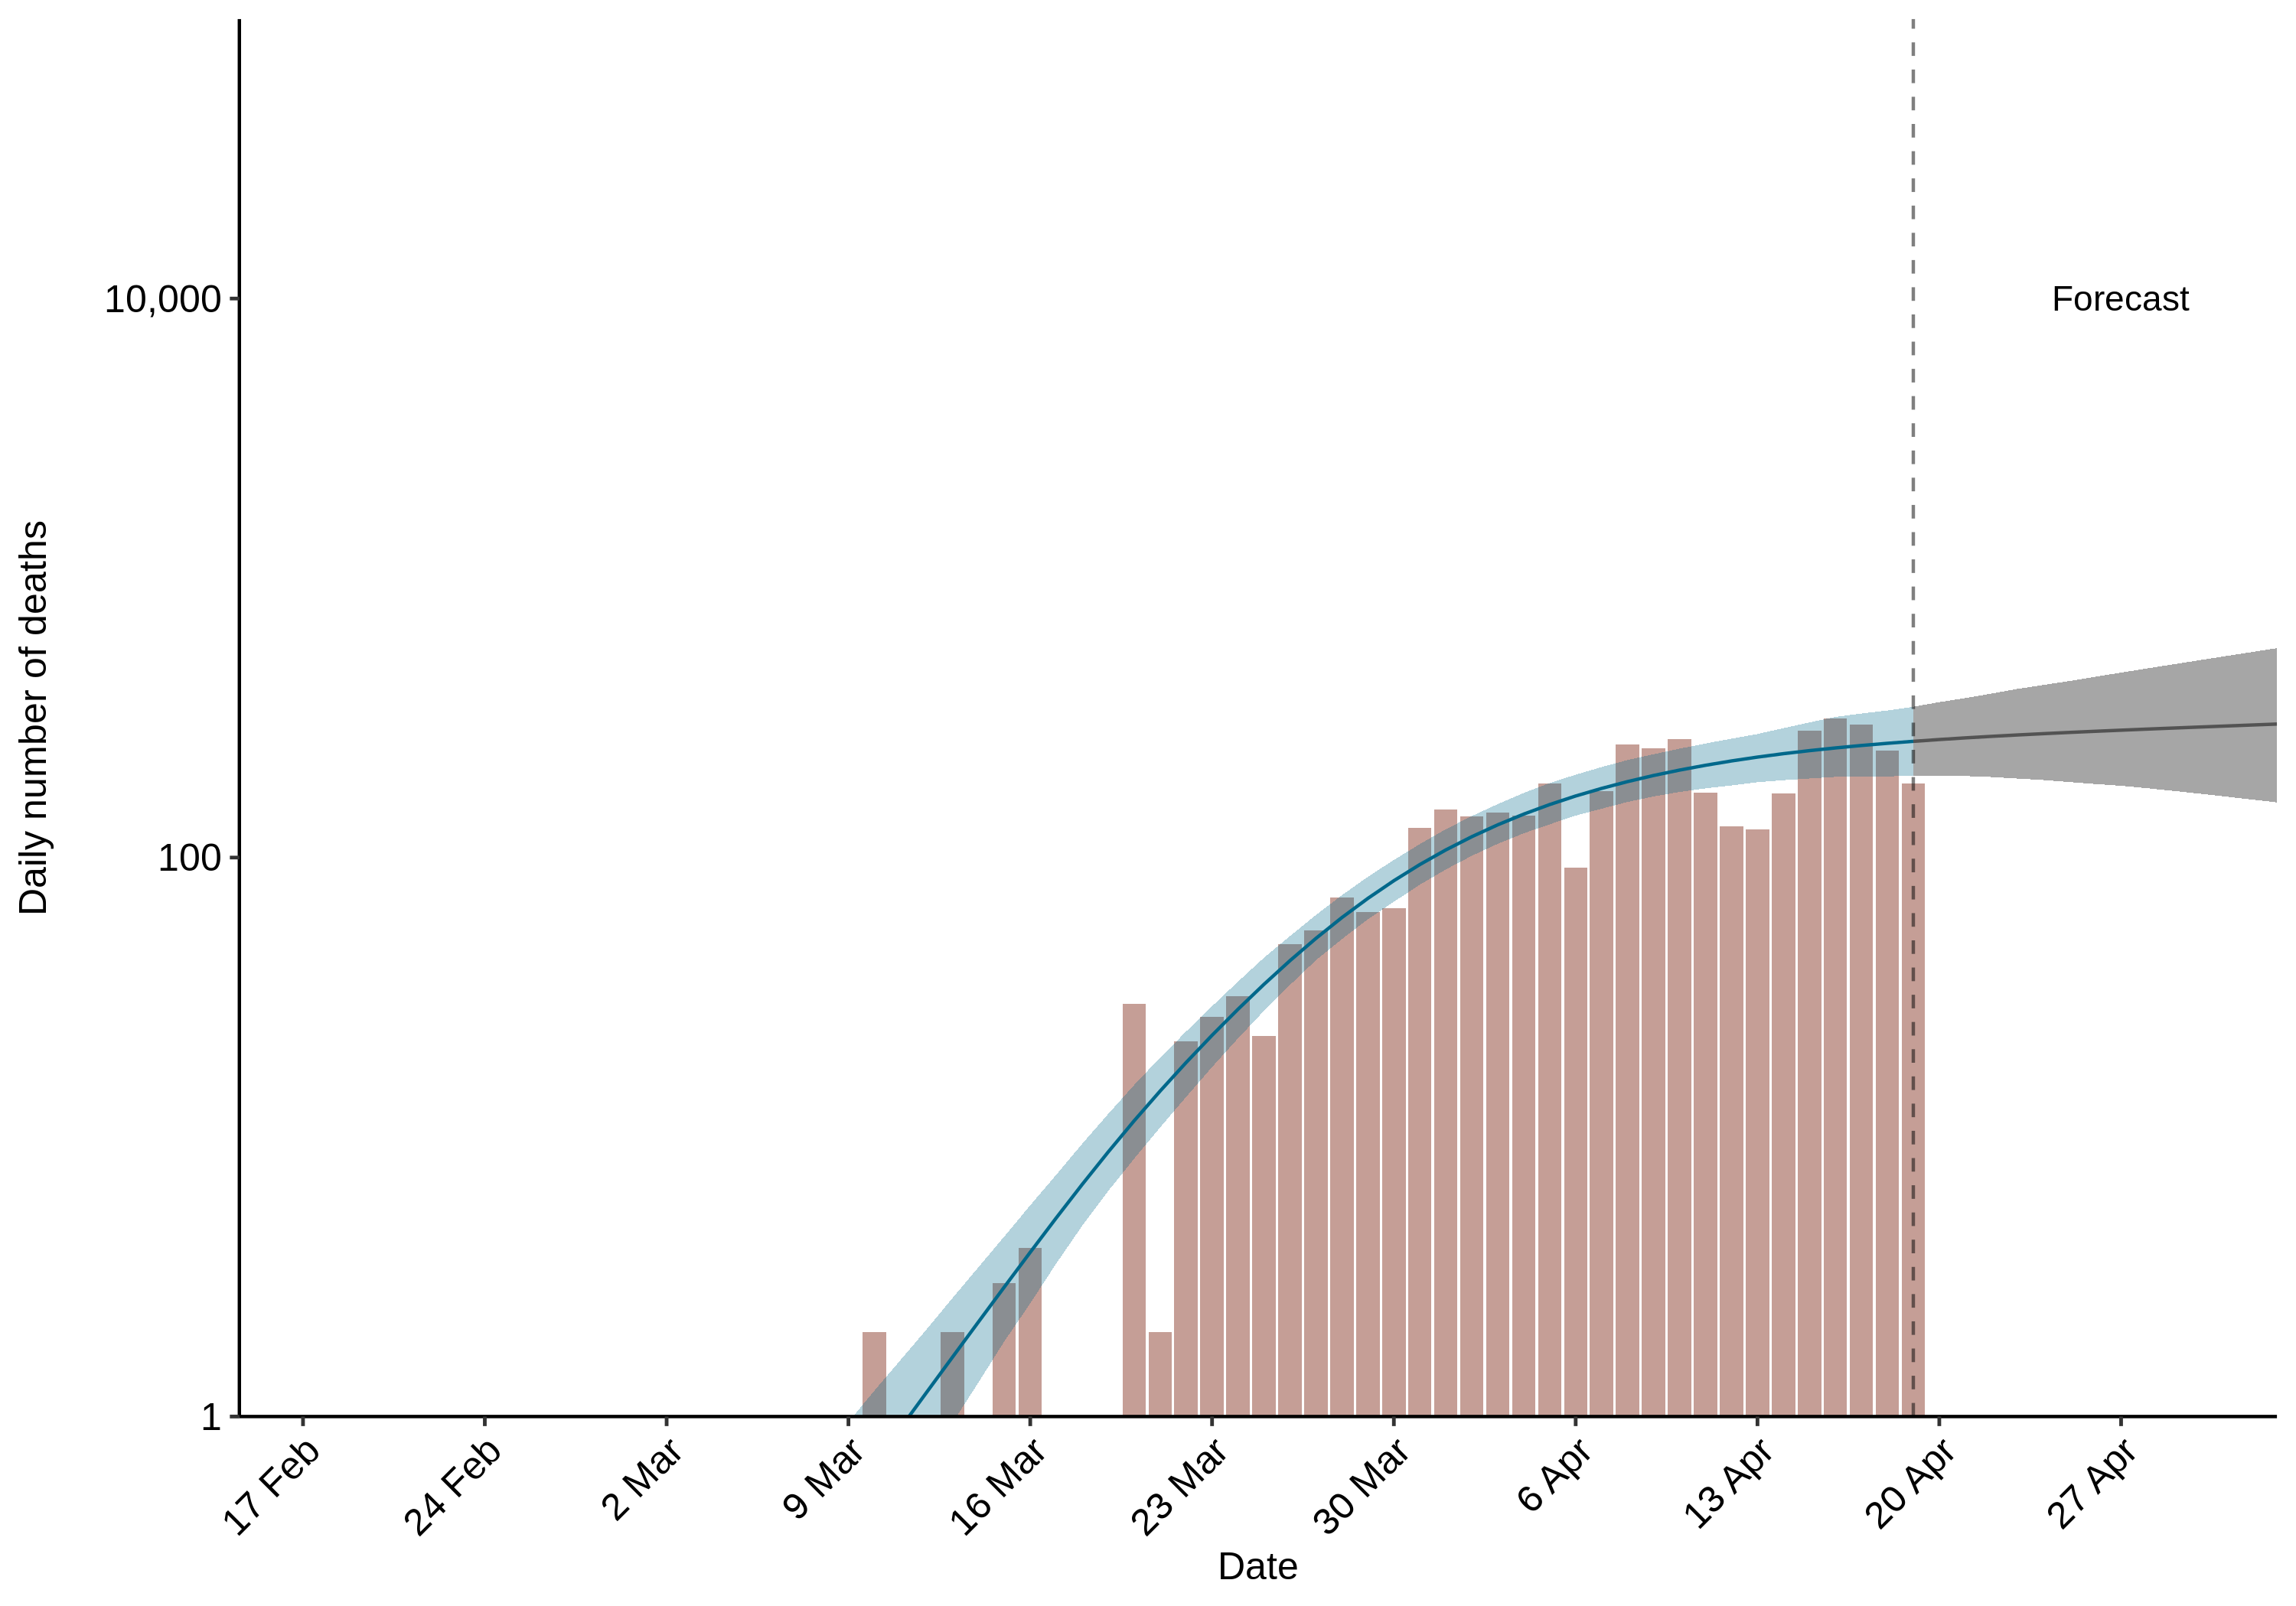 Daily number of deaths
10,000
100
1
Forecast
17 Feb
24 Feb
2 Mar
9 Mar
16 Mar
23 Mar
30 Mar
6 Apr
13 Apr
20 Apr
27 Apr
Date